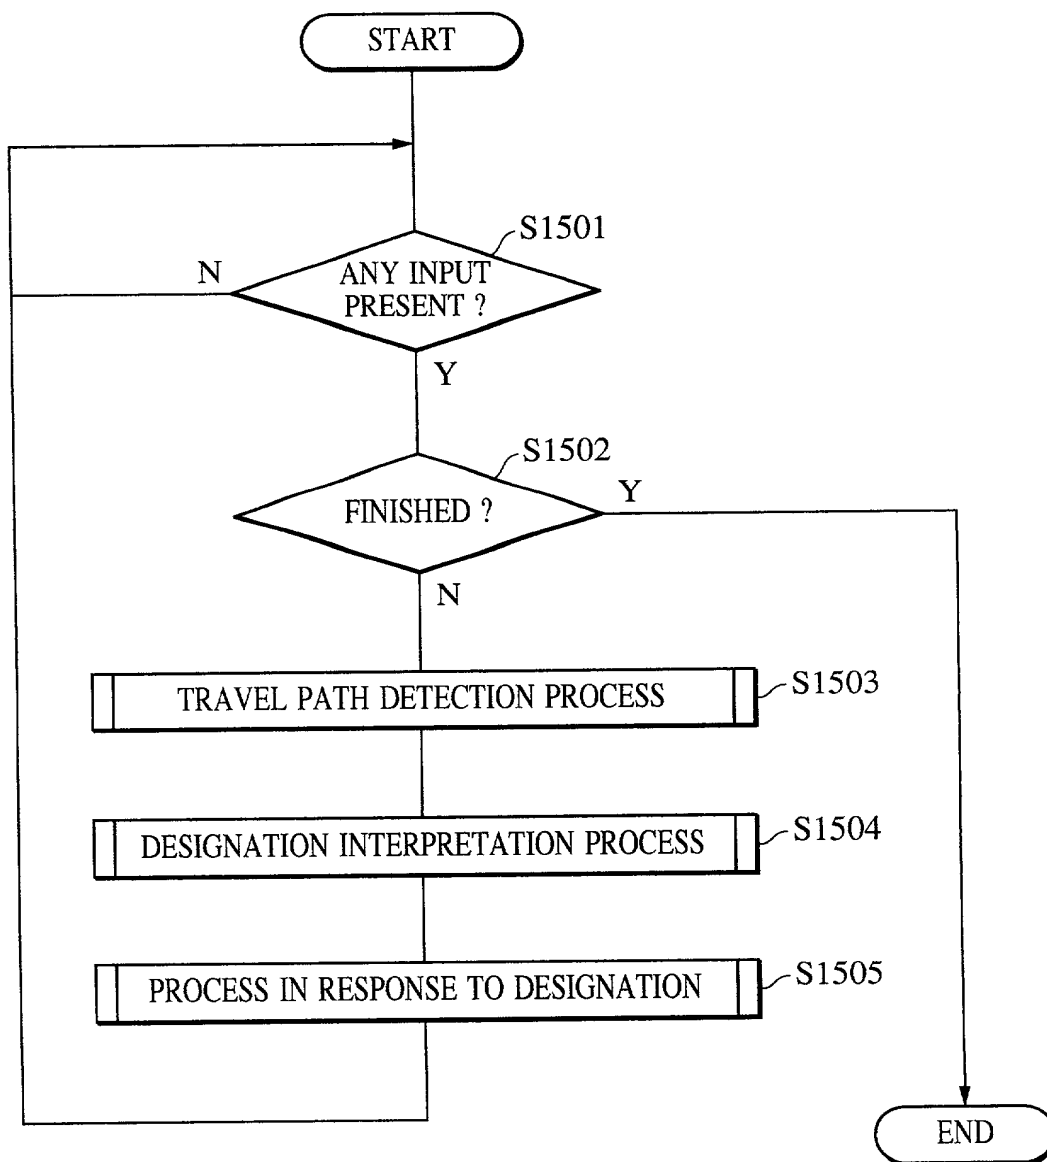 START
S1501
N
ANY INPUT
PRESENT ?
Y
S1502
FINISHED ?
Y
N
TRAVEL PATH DETECTION PROCESS
S1503
DESIGNATION INTERPRETATION PROCESS
S1504
PROCESS IN RESPONSE TO DESIGNATION
S1505
END